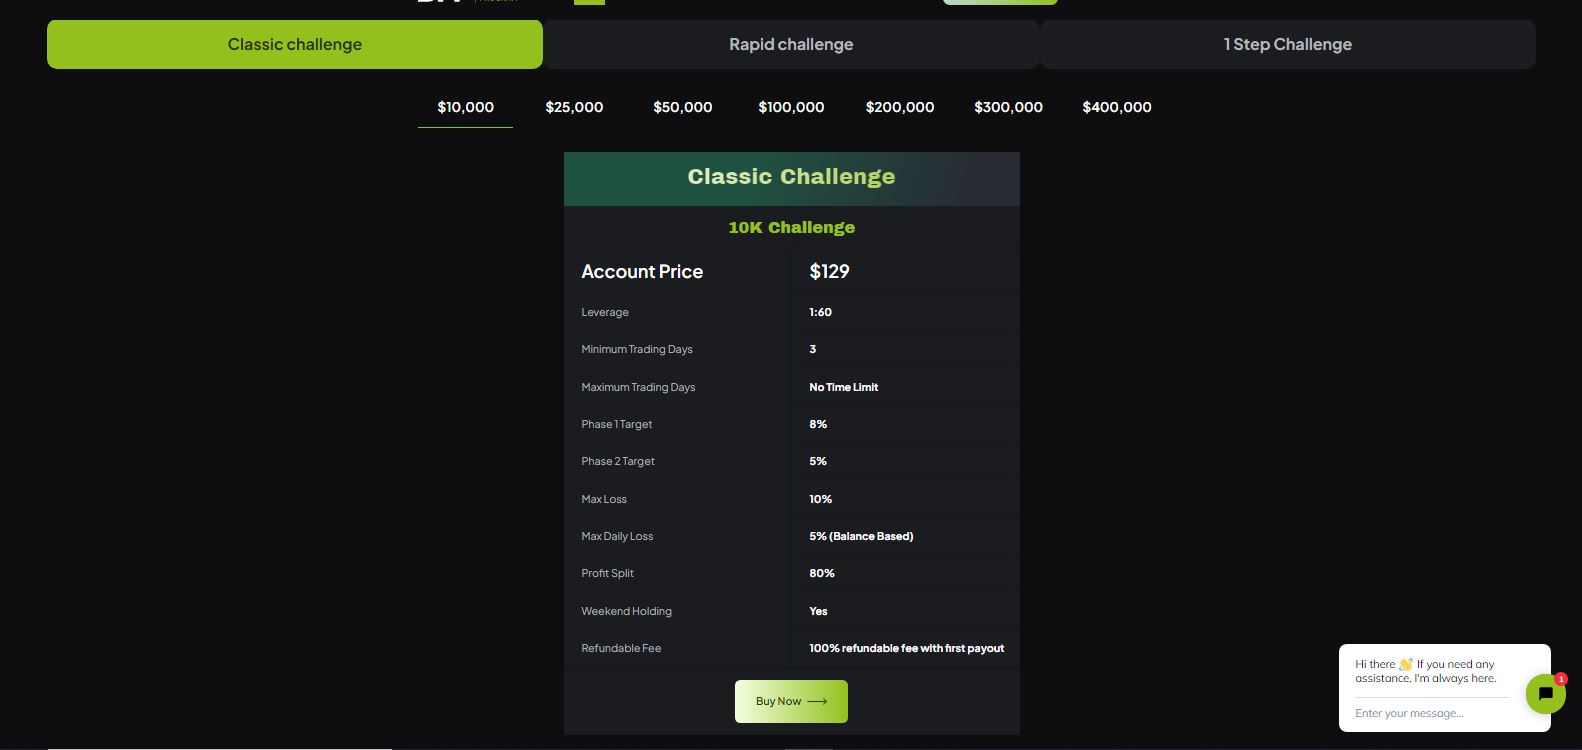 Classic challenge
Rapid challenge
1 Step Challenge
$10,000
$25,000
$50,000
$100,000
$200,000
$300,000
$400,000
Classic Challenge
10K Challenge
Account Price
$129
Leverage
1:60
Minimum Trading Days
3
Maximum Trading Days
No Time Limit
Phase 1 Target
8%
Phase 2 Target
5%
Max Loss
10%
Max Daily Loss
5% (Balance Based)
Profit Split
80%
Weekend Holding
Yes
Refundable Fee
100% refundable fee with first payout
Buy Now
Hi there 👋 If you need any
assistance, I'm always here.
Enter your message...
1